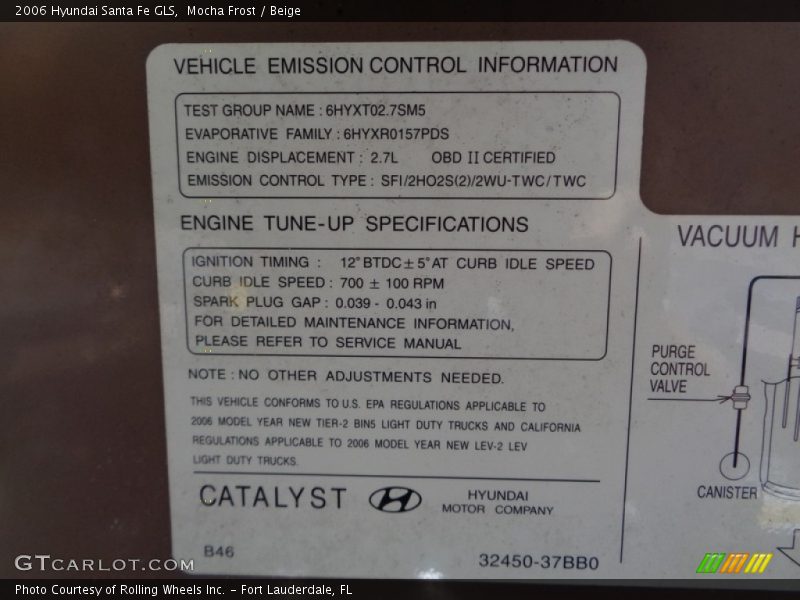 2006 Hyundai Santa Fe GLS,  Mocha Frost / Beige
VEHICLE EMISSION CONTROL INFORMATION
TEST GROUP NAME : 6HYXT02.7SM5
EVAPORATIVE FAMILY : 6HYXR0157PDS
ENGINE DISPLACEMENT : 2.7L OBD II CERTIFIED
EMISSION CONTROL TYPE : SFI/2HO2S(2)/2WU-TWC/TWC
ENGINE TUNE-UP SPECIFICATIONS
IGNITION TIMING : 12° BTDC ± 5° AT CURB IDLE SPEED
CURB IDLE SPEED : 700 ± 100 RPM
SPARK PLUG GAP : 0.039 - 0.043 in
FOR DETAILED MAINTENANCE INFORMATION,
PLEASE REFER TO SERVICE MANUAL
NOTE : NO OTHER ADJUSTMENTS NEEDED.
THIS VEHICLE CONFORMS TO U.S. EPA REGULATIONS APPLICABLE TO
2006 MODEL YEAR NEW TIER-2 BIN5 LIGHT DUTY TRUCKS AND CALIFORNIA
REGULATIONS APPLICABLE TO 2006 MODEL YEAR NEW LEV-2 LEV
LIGHT DUTY TRUCKS.
CATALYST
HYUNDAI
MOTOR COMPANY
B46
32450-37BB0
VACUUM H
PURGE
CONTROL
VALVE
CANISTER
GTCARLOT.COM
Photo Courtesy of Rolling Wheels Inc. – Fort Lauderdale, FL